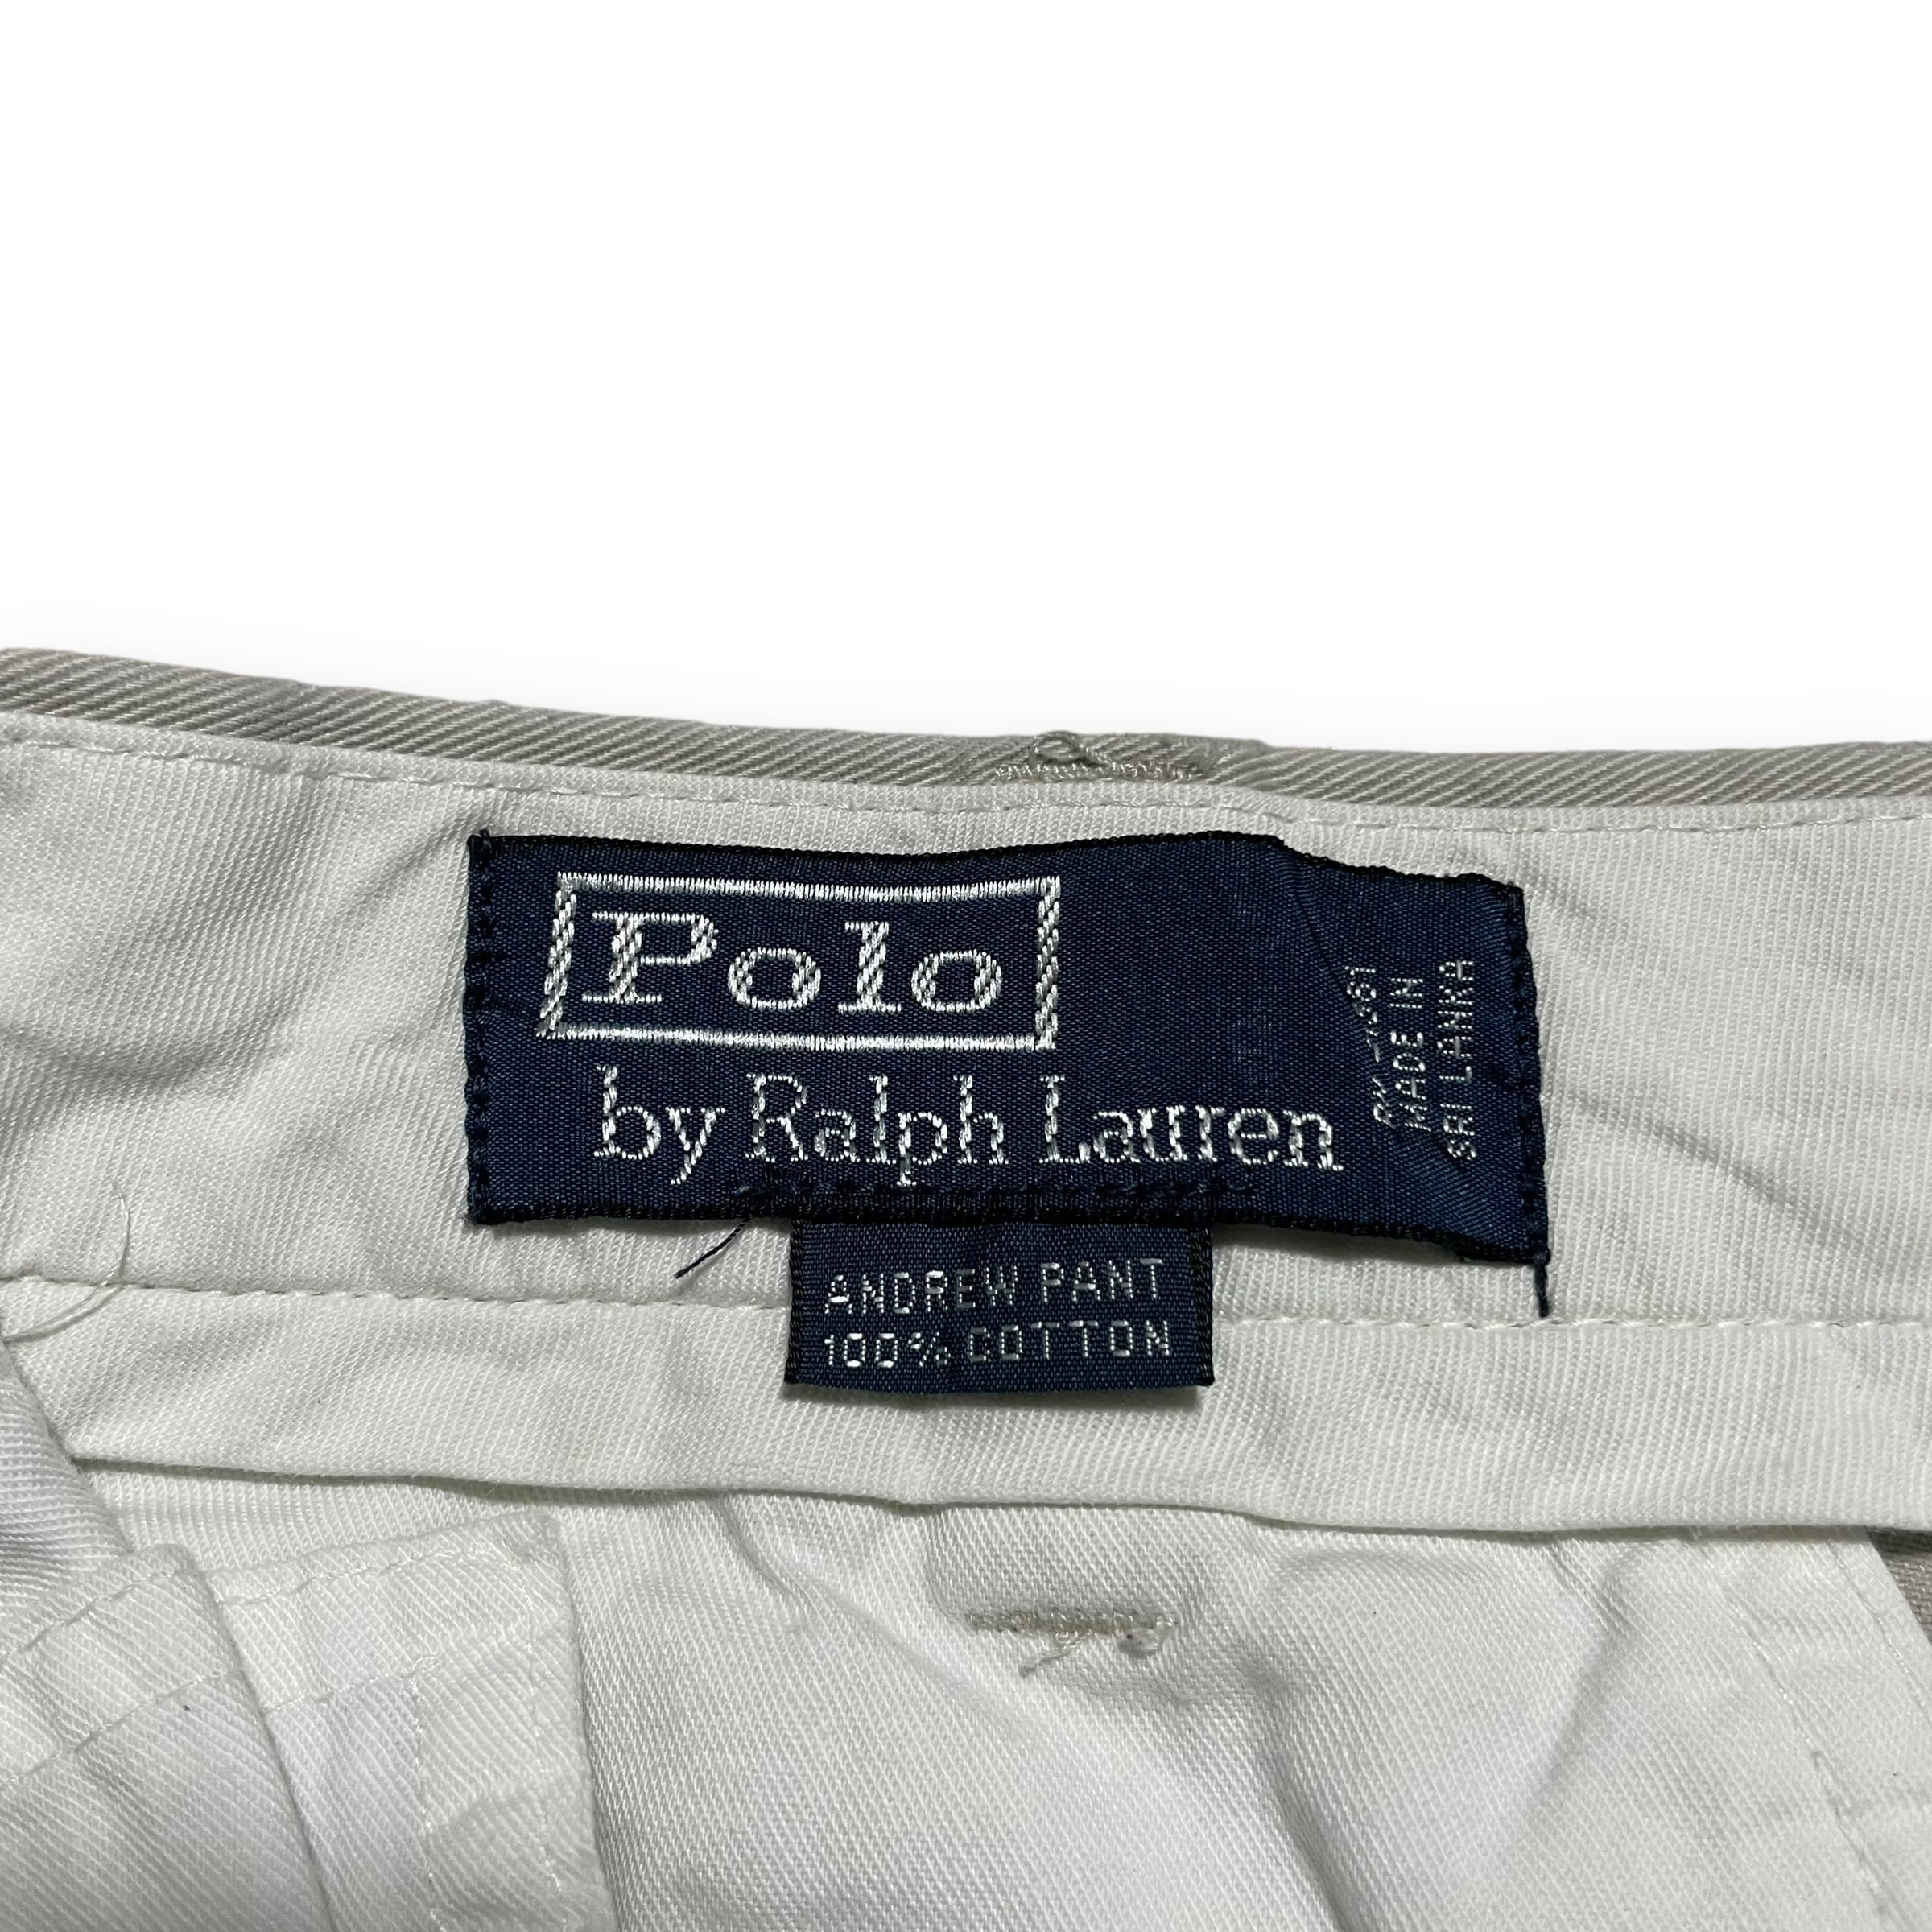 Polo
by Ralph Lauren
MADE IN
SRI LANKA
ANDREW PANT
100% COTTON